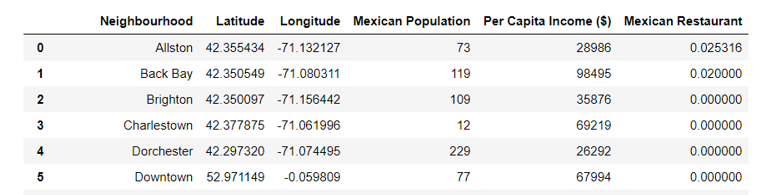 Neighbourhood Latitude Longitude Mexican Population Per Capita Income ($) Mexican Restaurant
0 Allston 42.355434 -71.132127 73 28986 0.025316
1 Back Bay 42.350549 -71.080311 119 98495 0.020000
2 Brighton 42.350097 -71.156442 109 35876 0.000000
3 Charlestown 42.377875 -71.061996 12 69219 0.000000
4 Dorchester 42.297320 -71.074495 229 26292 0.000000
5 Downtown 52.971149 -0.059809 77 67994 0.000000